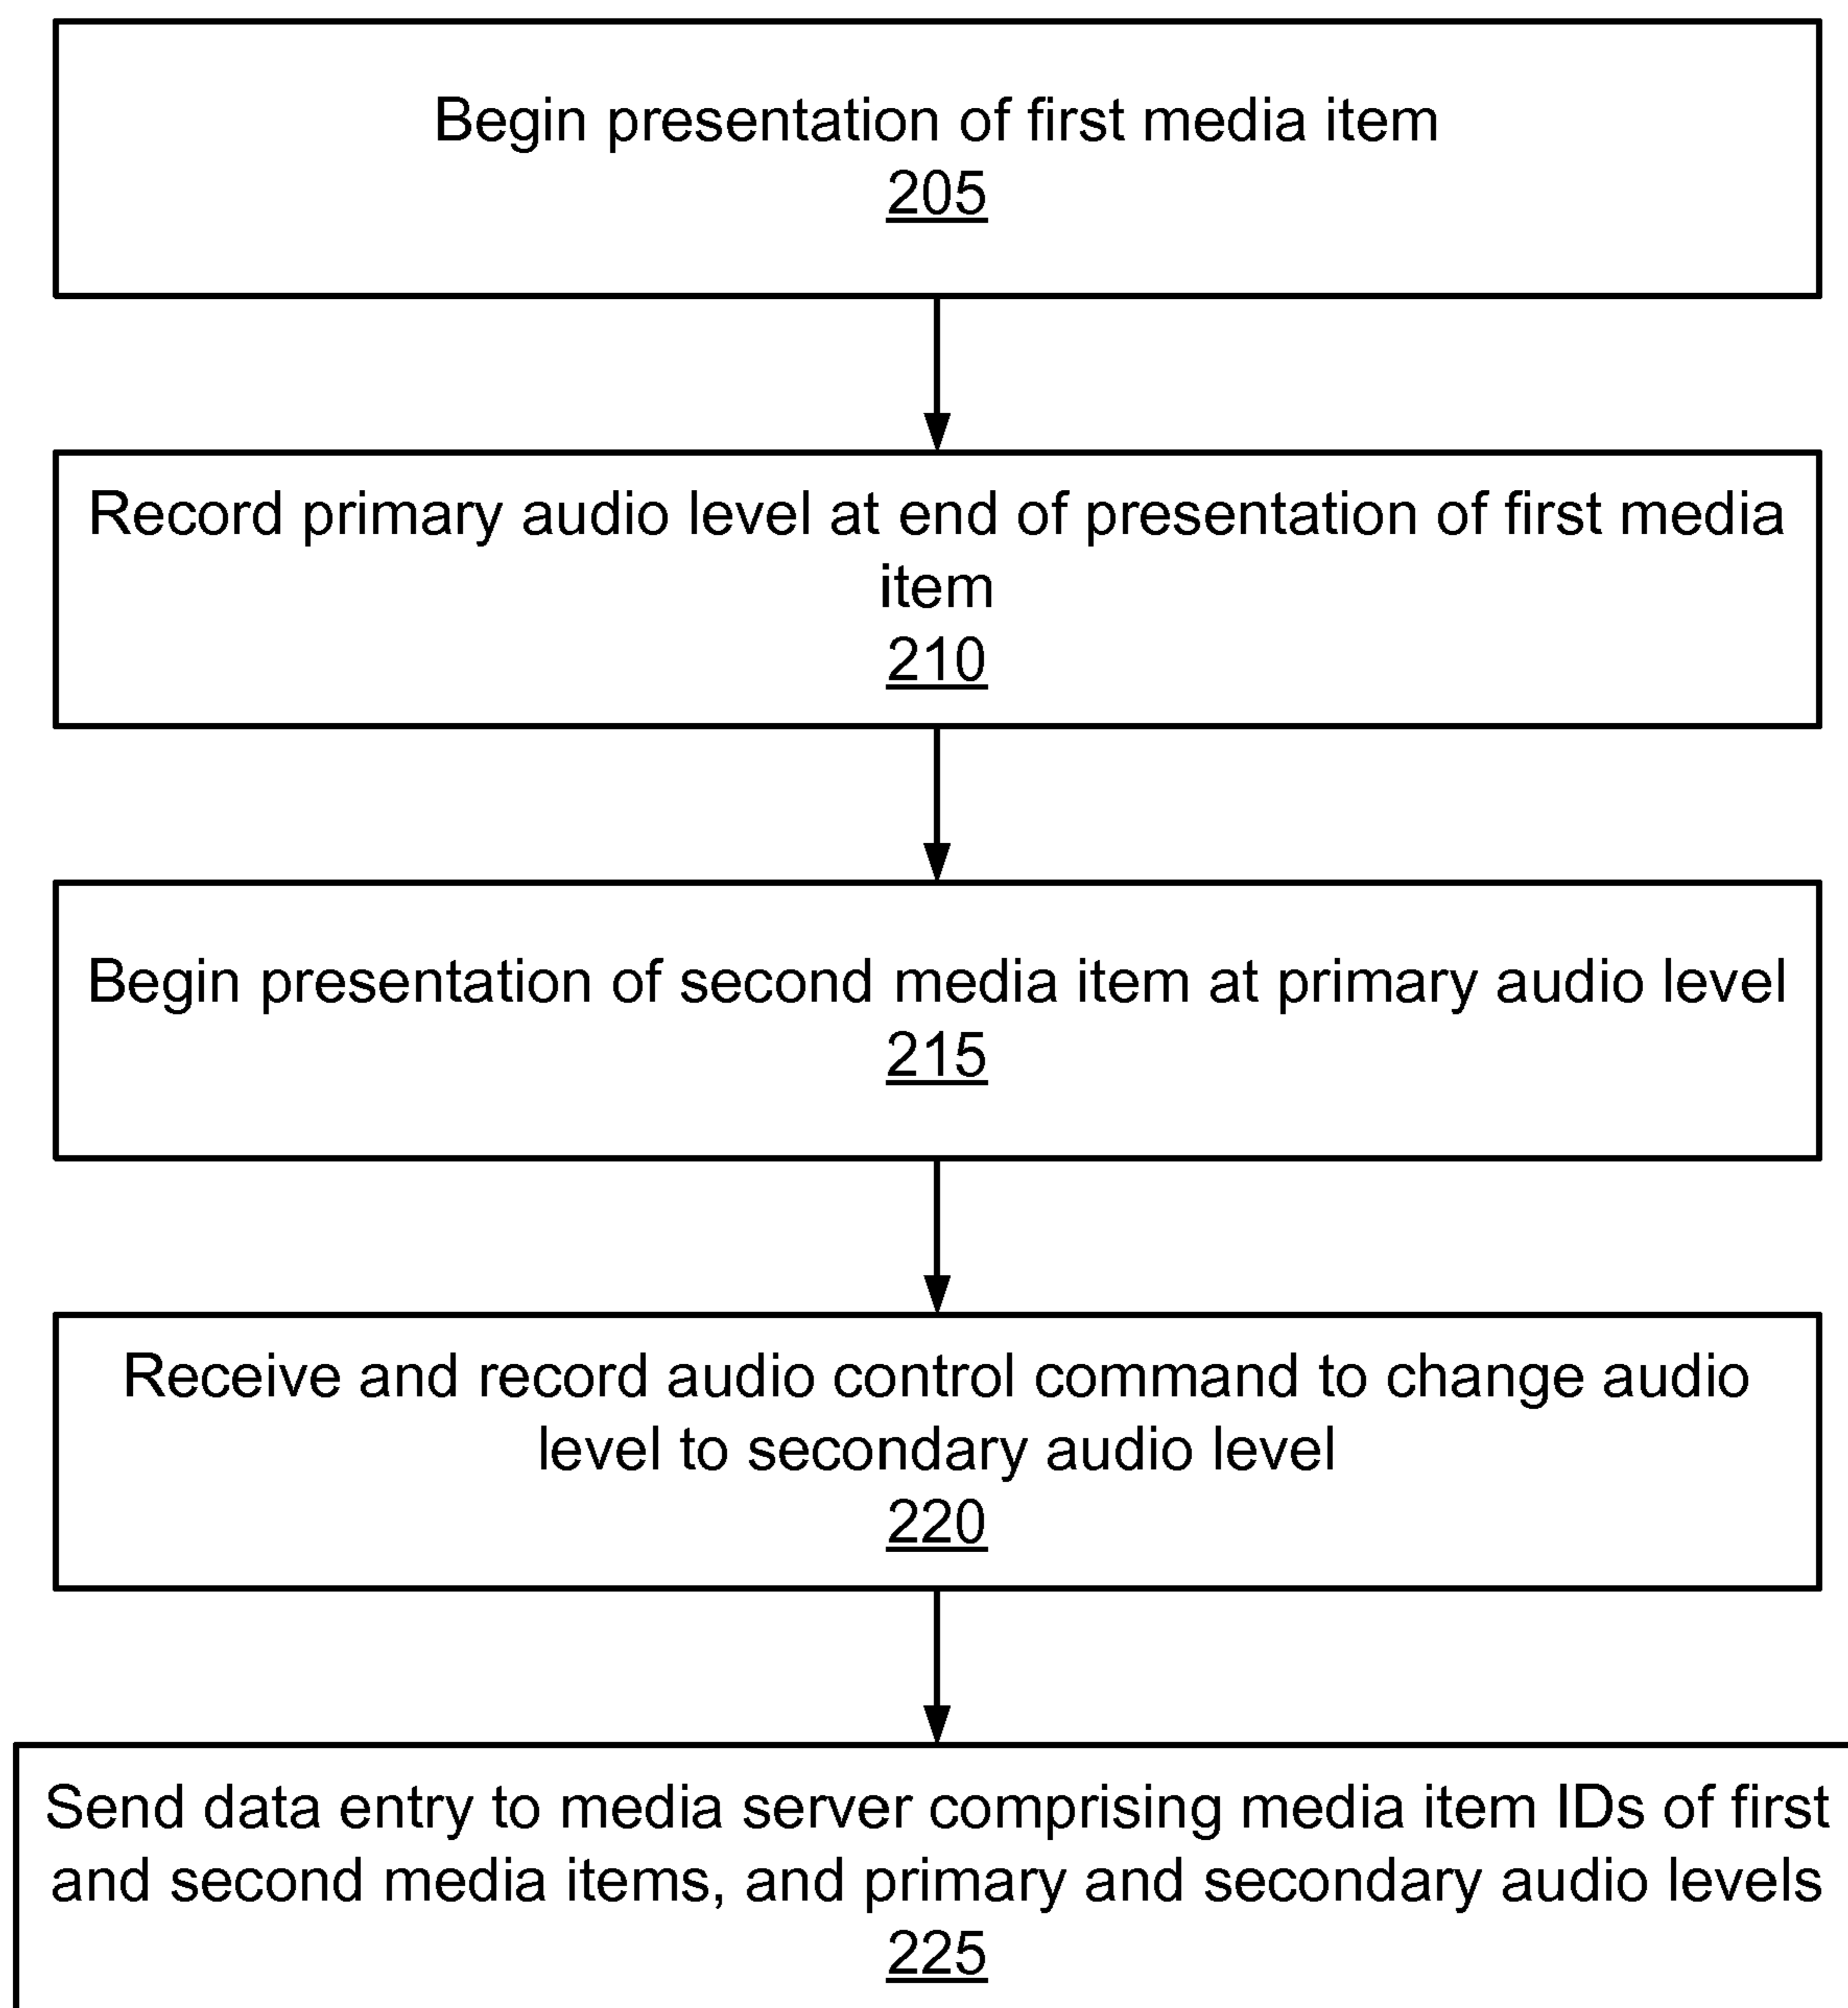 Begin presentation of first media item
205
Record primary audio level at end of presentation of first media
item
210
Begin presentation of second media item at primary audio level
215
Receive and record audio control command to change audio
level to secondary audio level
220
Send data entry to media server comprising media item IDs of first
and second media items, and primary and secondary audio levels
225